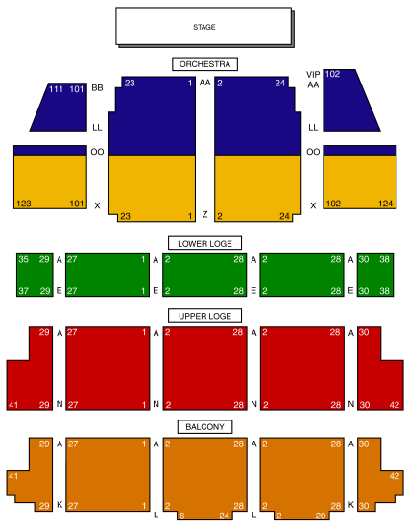 STAGE
ORCHESTRA
VIP 102
111 101 BB 23 1 AA 2 24 AA
LL LL
OO OO
123 101 X 23 1 Z 2 24 X 102 124
LOWER LOGE
35 29 A 27 1 A 2 28 A 2 28 A 30 38
37 29 E 27 1 E 2 28 E 2 28 E 30 38
UPPER LOGE
29 A 27 1 A 2 28 A 2 28 A 30
41 29 N 27 1 N 2 28 N 2 28 N 30 42
BALCONY
29 A 27 1 A 2 28 A 2 28 A 30
41 42
29 K 27 1 2 28 2 28 K 30
L 24 L 2 20